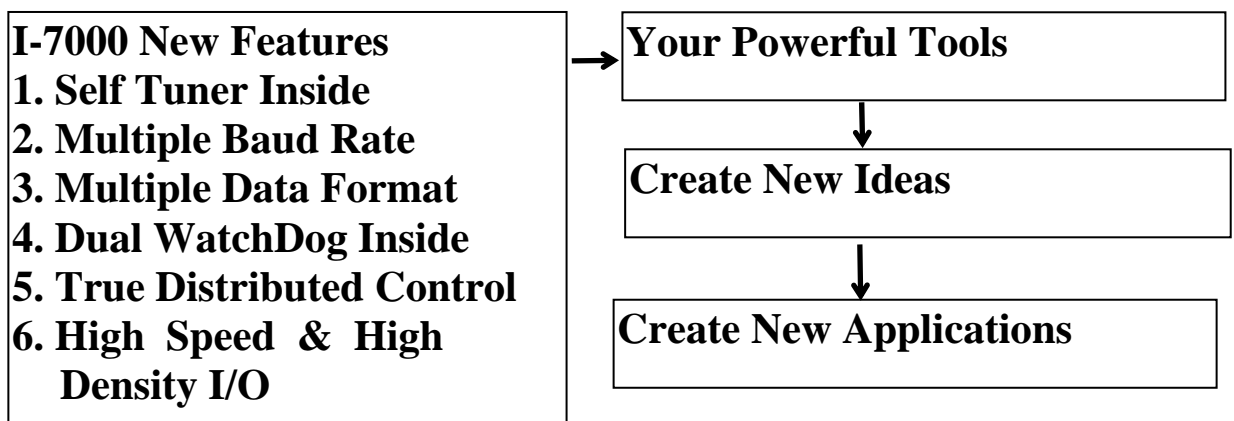 I-7000 New Features
1. Self Tuner Inside
2. Multiple Baud Rate
3. Multiple Data Format
4. Dual WatchDog Inside
5. True Distributed Control
6. High Speed & High
Density I/O
Your Powerful Tools
Create New Ideas
Create New Applications